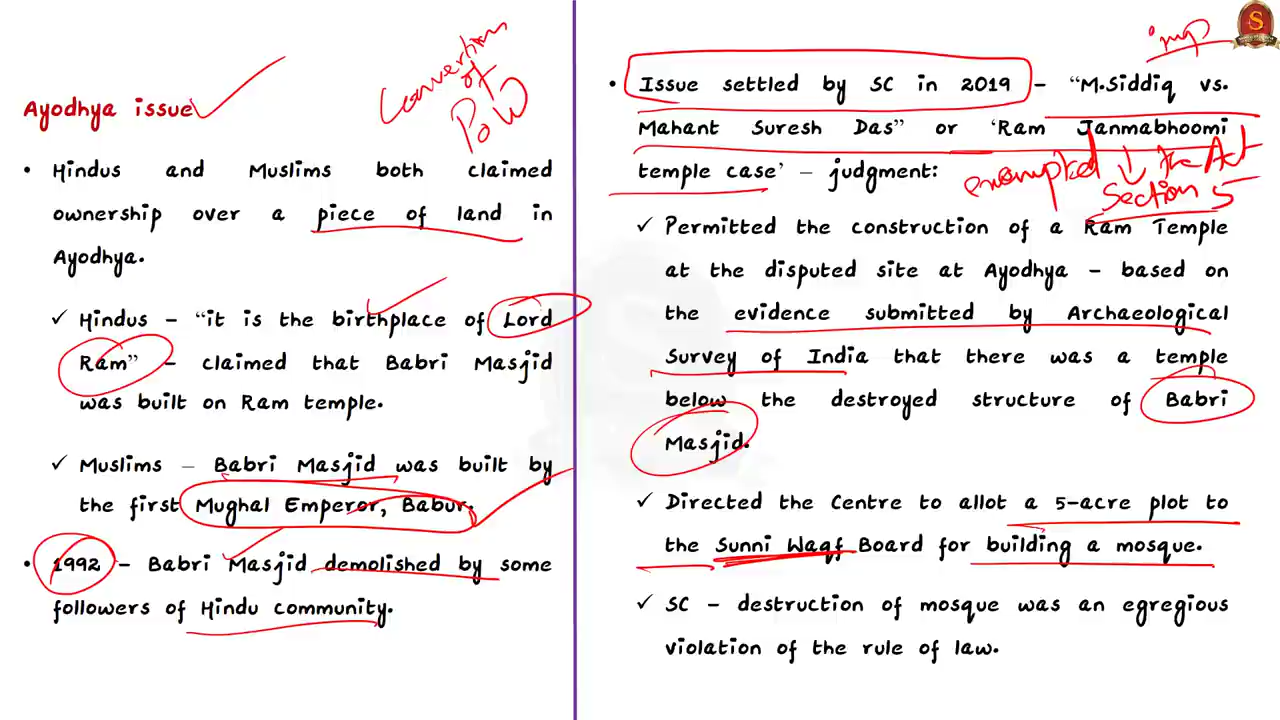 Ayodhya issue
Convertion
of
PoW
• Hindus and Muslims both claimed
ownership over a piece of land in
Ayodhya.
✓ Hindus – “it is the birthplace of Lord
Ram” – claimed that Babri Masjid
was built on Ram temple.
✓ Muslims – Babri Masjid was built by
the first Mughal Emperor, Babur.
• 1992 – Babri Masjid demolished by some
followers of Hindu community.
imp
• Issue settled by SC in 2019 – “M.Siddiq vs.
Mahant Suresh Das” or ‘Ram Janmabhoomi
temple case’ – judgment:
↓ the Act
Section 5
✓ Permitted the construction of a Ram Temple
at the disputed site at Ayodhya – based on
the evidence submitted by Archaeological
Survey of India that there was a temple
below the destroyed structure of Babri
Masjid.
✓ Directed the Centre to allot a 5-acre plot to
the Sunni Waqf Board for building a mosque.
✓ SC – destruction of mosque was an egregious
violation of the rule of law.